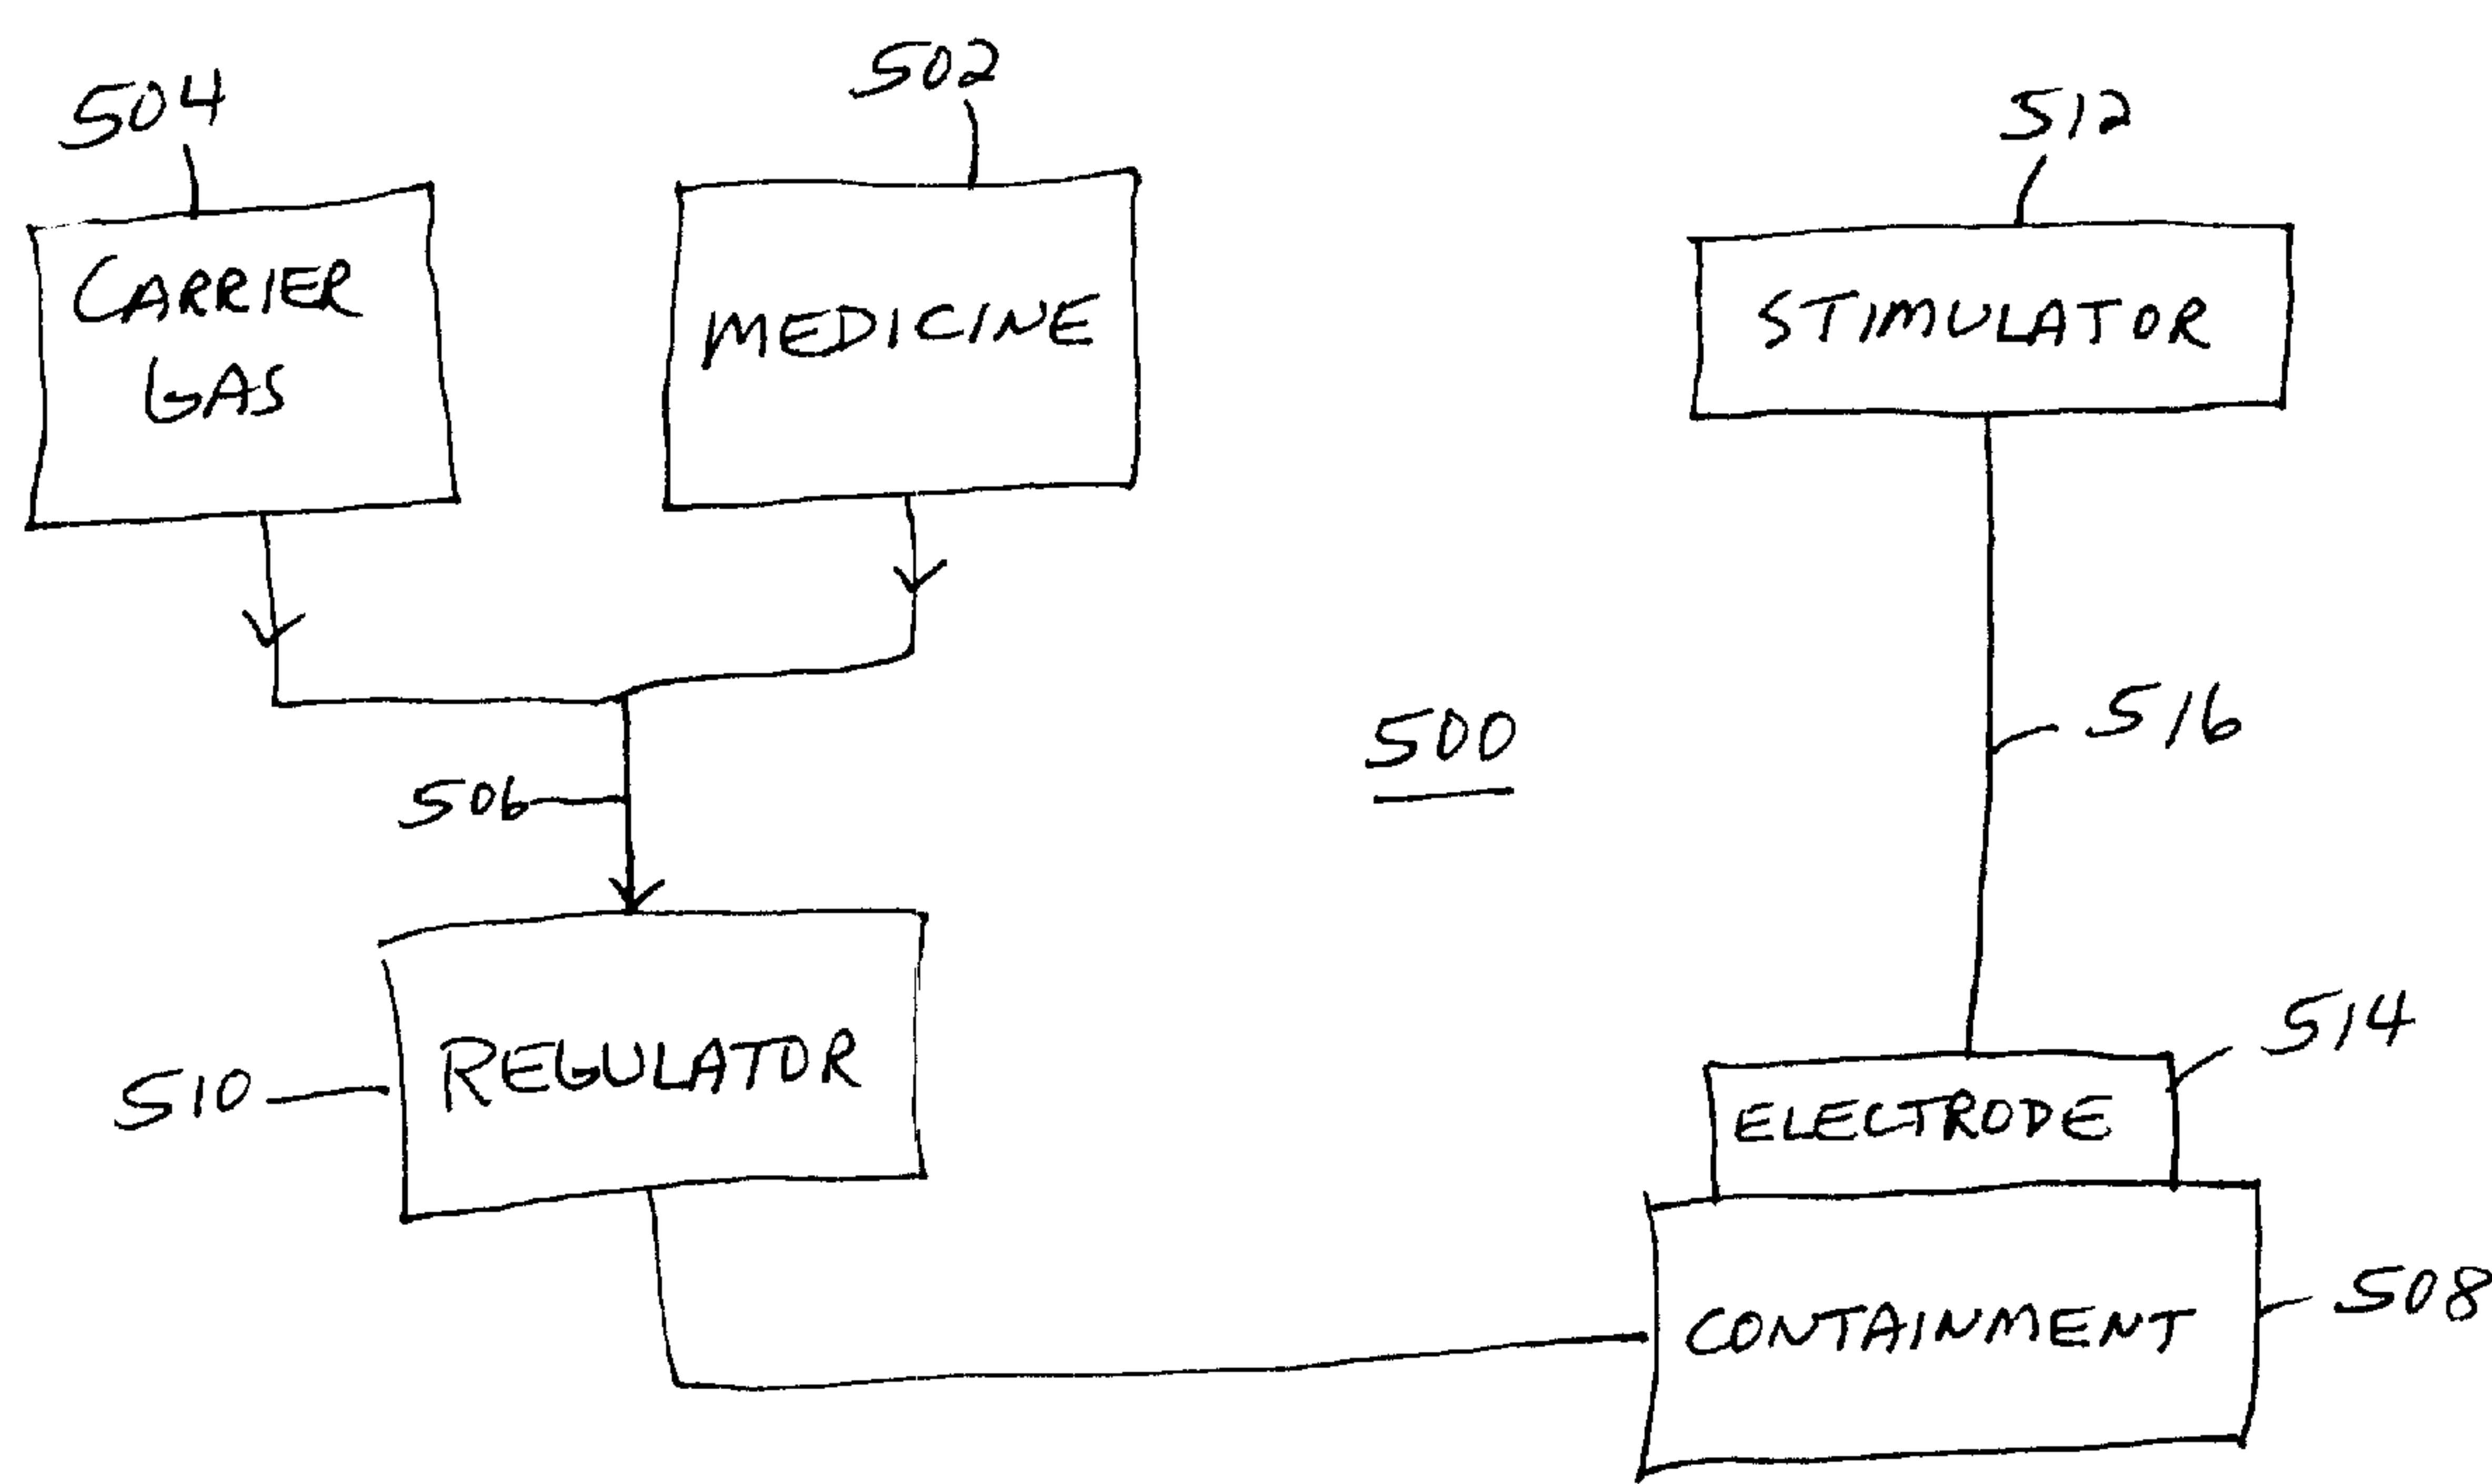 504
502
512
CARRIER
GAS
MEDICINE
STIMULATOR
500
516
506
510
REGULATOR
514
ELECTRODE
508
CONTAINMENT